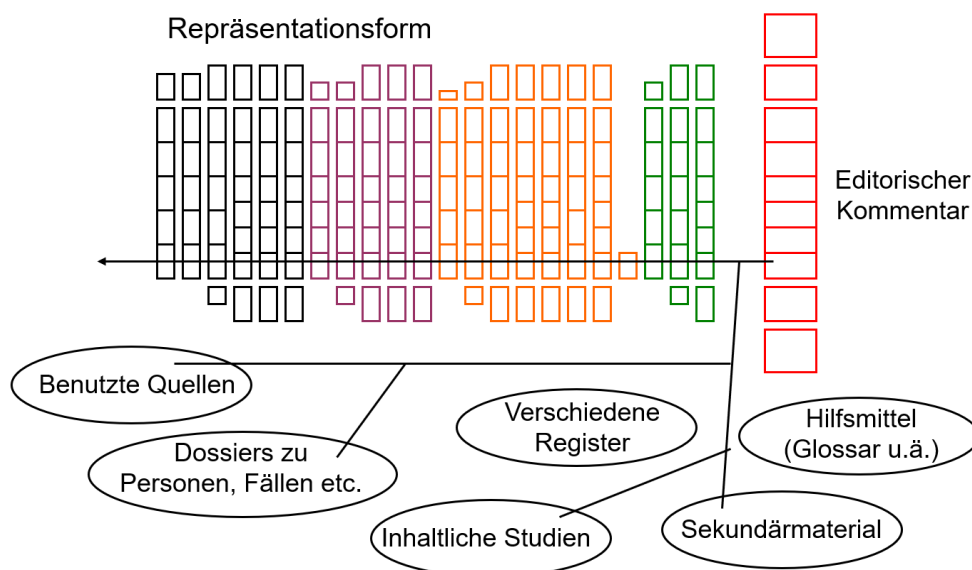 Repräsentationsform
Editorischer
Kommentar
Benutzte Quellen
Dossiers zu
Personen, Fällen etc.
Verschiedene
Register
Hilfsmittel
(Glossar u.ä.)
Inhaltliche Studien
Sekundärmaterial